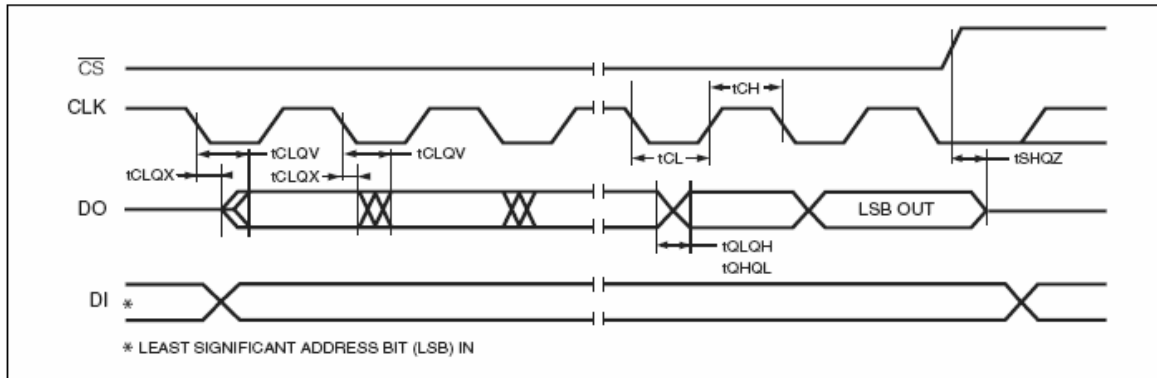 CS
CLK
tCH
tCLQV
tCLQV
tCL
tSHQZ
tCLQX
tCLQX
DO
LSB OUT
tQLQH
tQHQL
DI *
* LEAST SIGNIFICANT ADDRESS BIT (LSB) IN